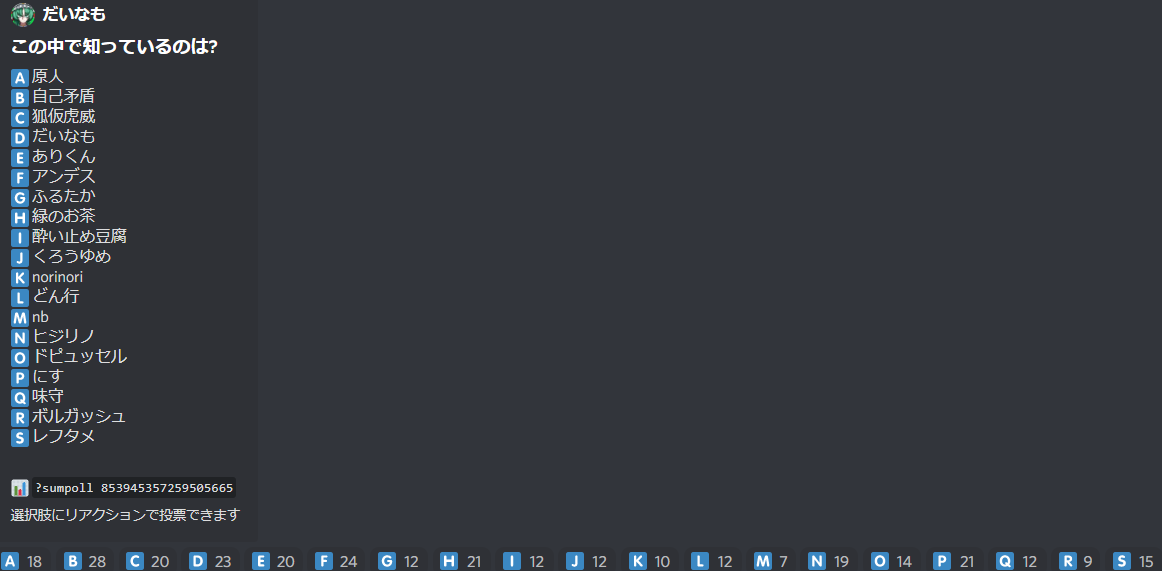 だいなも
この中で知っているのは?
A 原人
B 自己矛盾
C 狐仮虎威
D だいなも
E ありくん
F アンデス
G ふるたか
H 緑のお茶
I 酔い止め豆腐
J くろうゆめ
K norinori
L どん行
M nb
N ヒジリノ
O ドピュッセル
P にす
Q 味守
R ボルガッシュ
S レフタメ
?sumpoll 853945357259505665
選択肢にリアクションで投票できます
A 18 B 28 C 20 D 23 E 20 F 24 G 12 H 21 I 12 J 12 K 10 L 12 M 7 N 19 O 14 P 21 Q 12 R 9 S 15